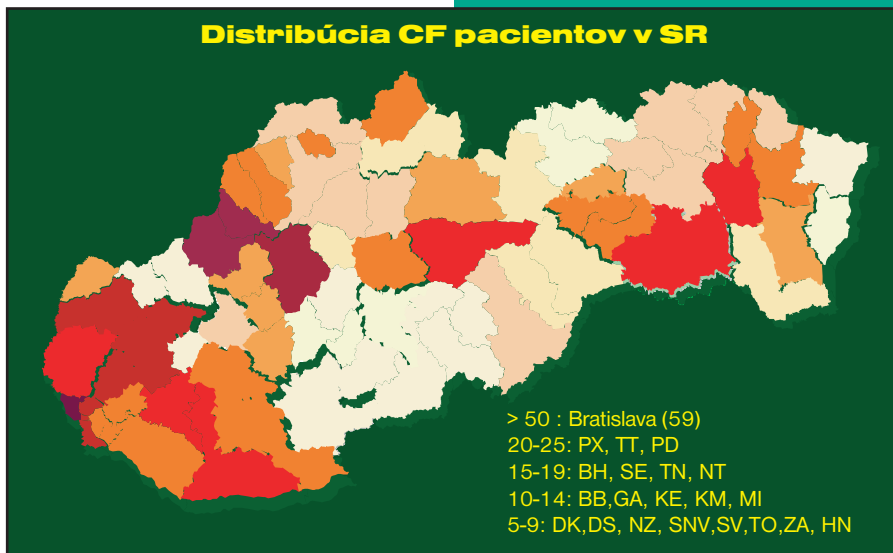 Distribúcia CF pacientov v SR
> 50 : Bratislava (59)
20-25: PX, TT, PD
15-19: BH, SE, TN, NT
10-14: BB,GA, KE, KM, MI
5-9: DK,DS, NZ, SNV,SV,TO,ZA, HN